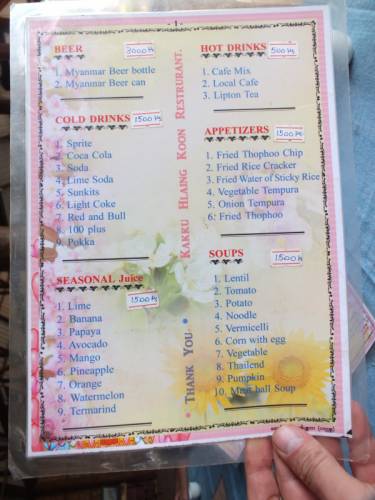 - 1 -
BEER
3000 Ks
1. Myanmar Beer bottle
2. Myanmar Beer can
COLD DRINKS
1500 Ks
1. Sprite
2. Coca Cola
3. Soda
4. Lime Soda
5. Sunkits
6. Light Coke
7. Red and Bull
8. 100 plus
9. Pokka
SEASONAL Juice
1500 Ks
1. Lime
2. Banana
3. Papaya
4. Avocado
5. Mango
6. Pineapple
7. Orange
8. Watermelon
9. Termarind
• THANK YOU • KAKKU HLAING KOON RESTRURANT.
HOT DRINKS
500 Ks
1. Cafe Mix
2. Local Cafe
3. Lipton Tea
APPETIZERS
1500 Ks
1. Fried Thophoo Chip
2. Fried Rice Cracker
3. Fried Water of Sticky Rice
4. Vegetable Tempura
5. Onion Tempura
6: Fried Thophoo
SOUPS
1500 Ks
1. Lentil
2. Tomato
3. Potato
4. Noodle
5. Vermicelli
6. Corn with egg
7. Vegetable
8. Thailend
9. Pumpkin
10. Meat ball Soup